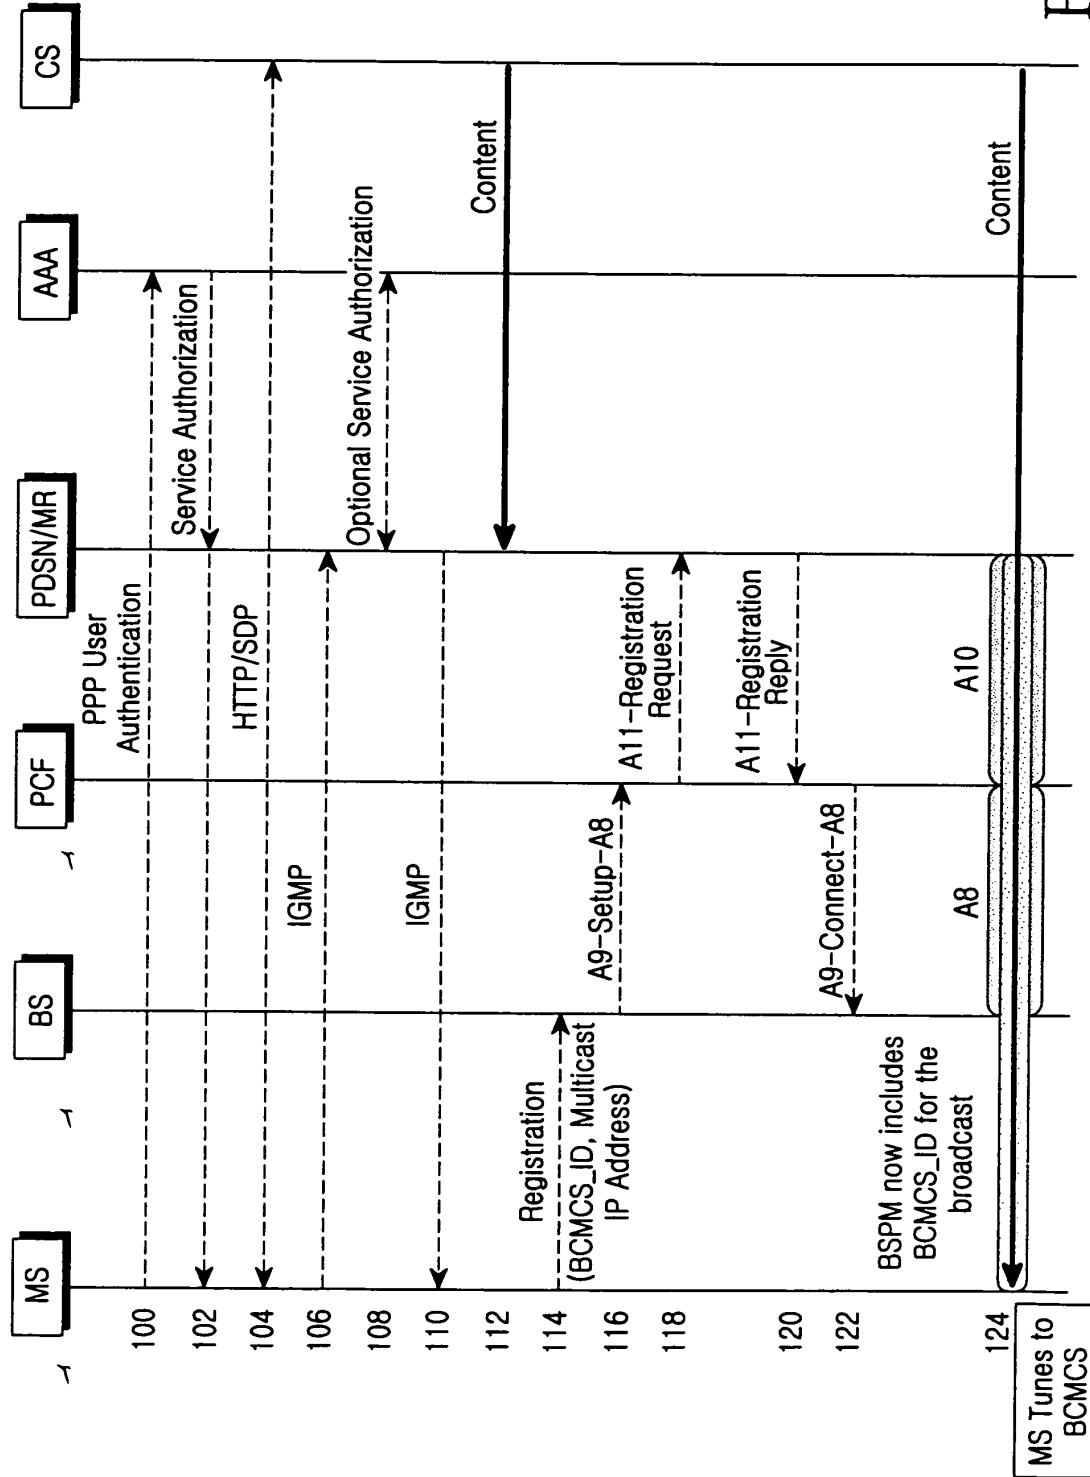 MS
BS
PCF
PDSN/MR
AAA
CS
100
PPP User
Authentication
102
Service Authorization
104
HTTP/SDP
106
IGMP
108
Optional Service Authorization
110
IGMP
112
Content
114
Registration
(BCMCS_ID, Multicast
IP Address)
116
A9-Setup-A8
118
A11-Registration
Request
120
A11-Registration
Reply
122
A9-Connect-A8
BSPM now includes
BCMCS_ID for the
broadcast
124
A8
A10
Content
MS Tunes to
BCMCS